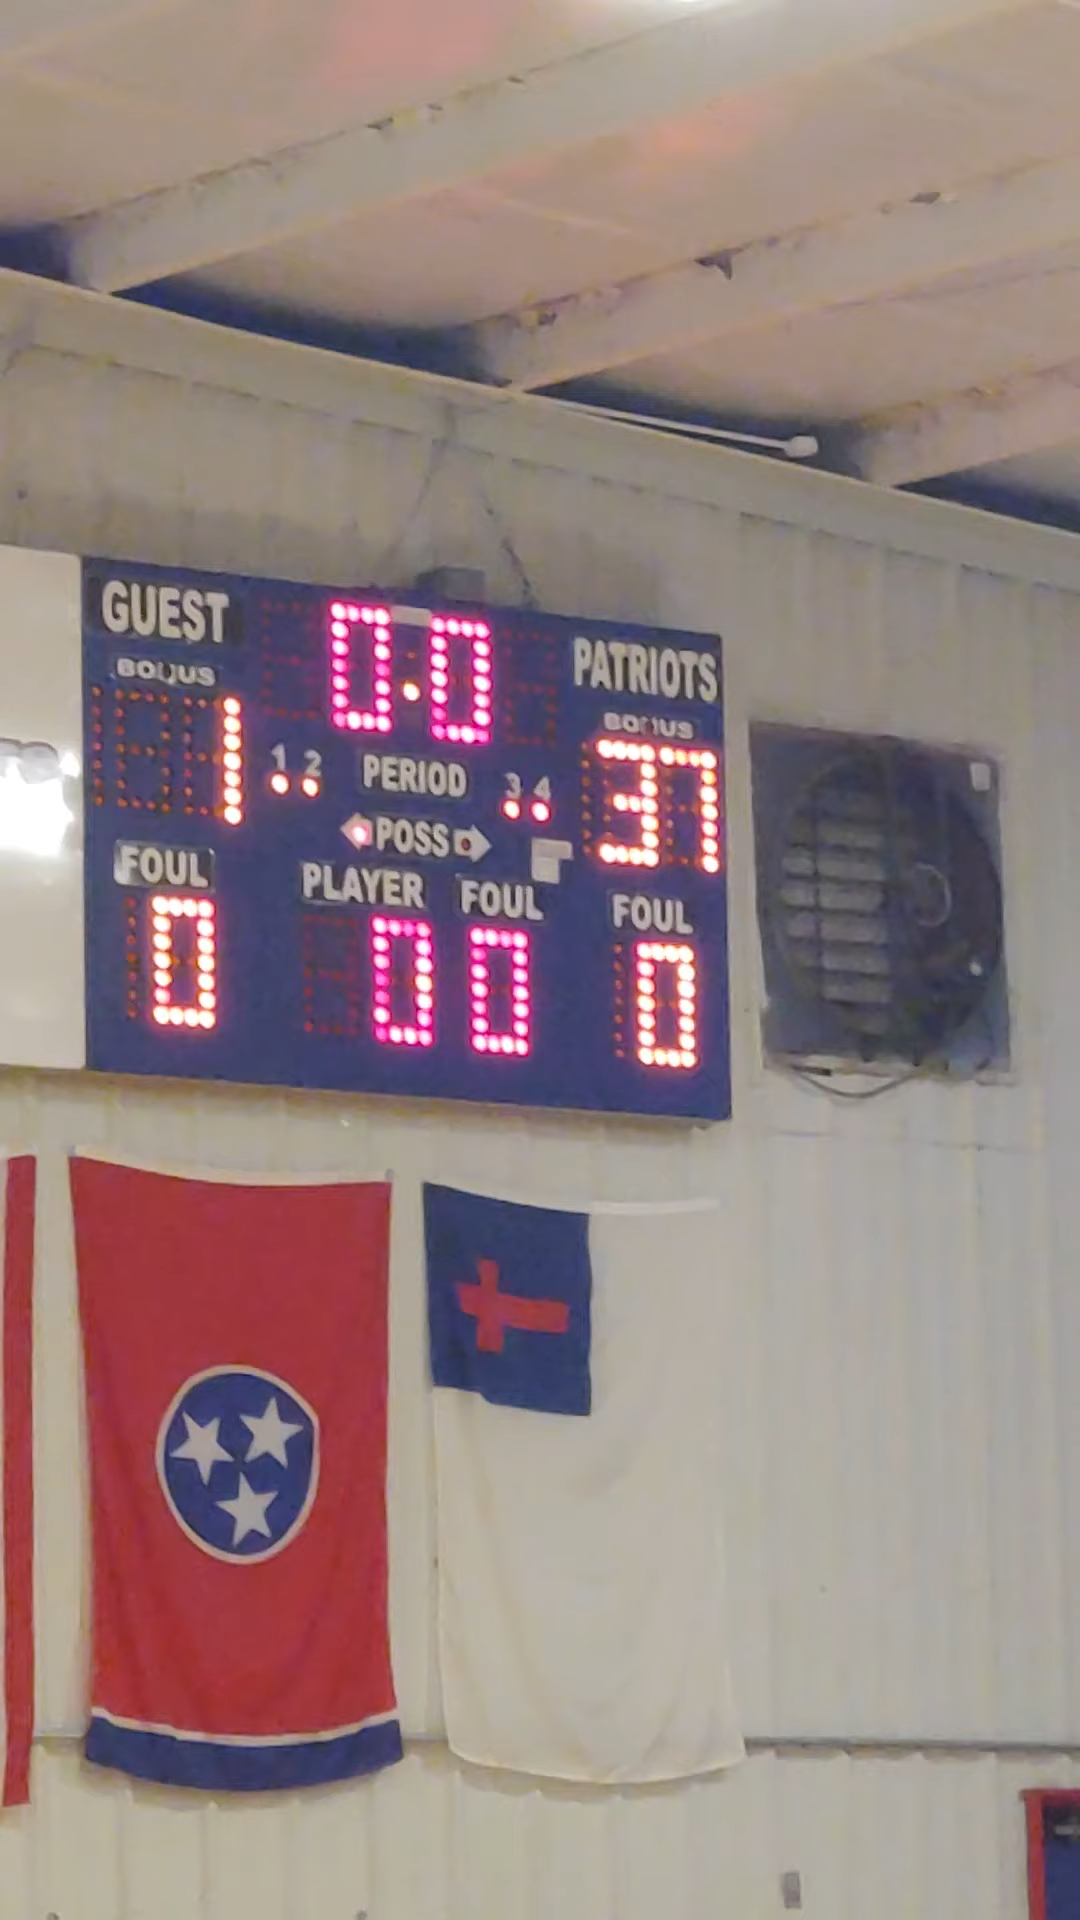 GUEST
0.0
PATRIOTS
BONUS
BONUS
1
1 2
PERIOD
3 4
37
POSS
FOUL
PLAYER
FOUL
FOUL
0
0
0
0